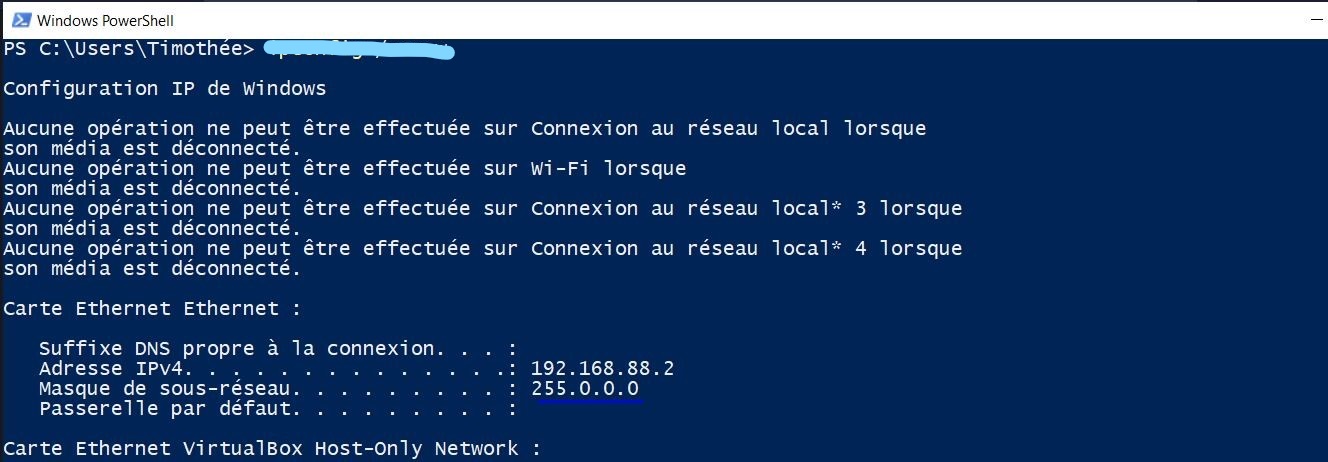 Windows PowerShell
PS C:\Users\Timothée>
Configuration IP de Windows
Aucune opération ne peut être effectuée sur Connexion au réseau local lorsque
son média est déconnecté.
Aucune opération ne peut être effectuée sur Wi-Fi lorsque
son média est déconnecté.
Aucune opération ne peut être effectuée sur Connexion au réseau local* 3 lorsque
son média est déconnecté.
Aucune opération ne peut être effectuée sur Connexion au réseau local* 4 lorsque
son média est déconnecté.
Carte Ethernet Ethernet :
Suffixe DNS propre à la connexion. . . :
Adresse IPv4. . . . . . . . . . . . . .: 192.168.88.2
Masque de sous-réseau. . . . . . . . . : 255.0.0.0
Passerelle par défaut. . . . . . . . . :
Carte Ethernet VirtualBox Host-Only Network :